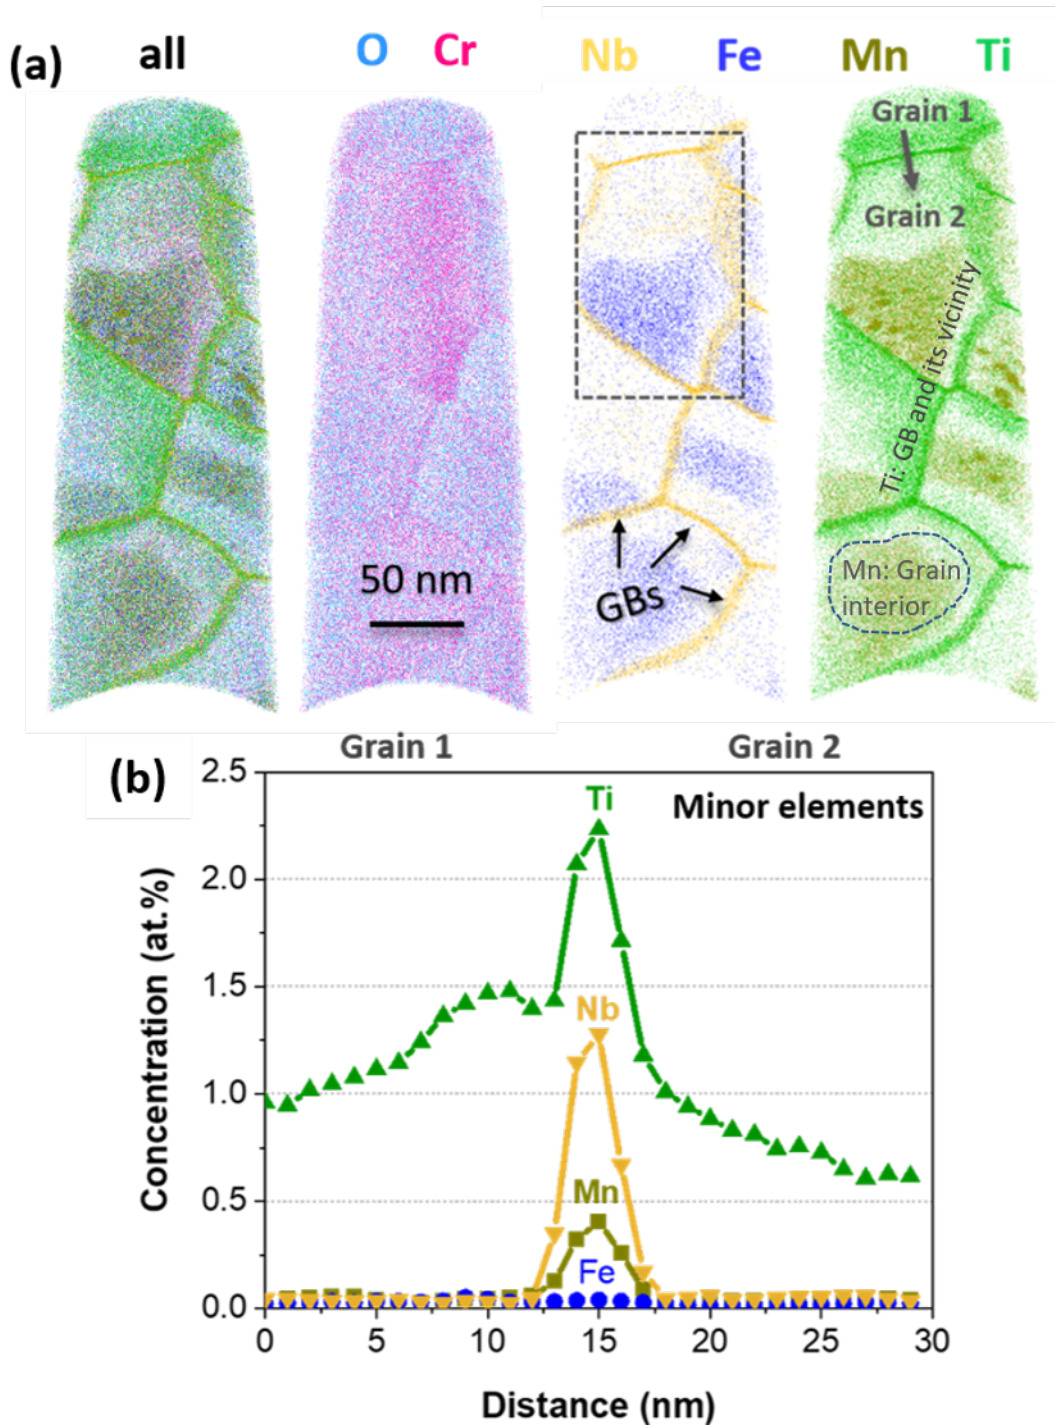 (a) all O Cr Nb Fe Mn Ti
Grain 1
Grain 2
Ti: GB and its vicinity
50 nm
GBs
Mn: Grain
interior
Grain 1 Grain 2
(b)
Minor elements
Ti
Nb
Mn
Fe
2.5
2.0
1.5
1.0
0.5
0.0
Concentration (at.%)
0 5 10 15 20 25 30
Distance (nm)